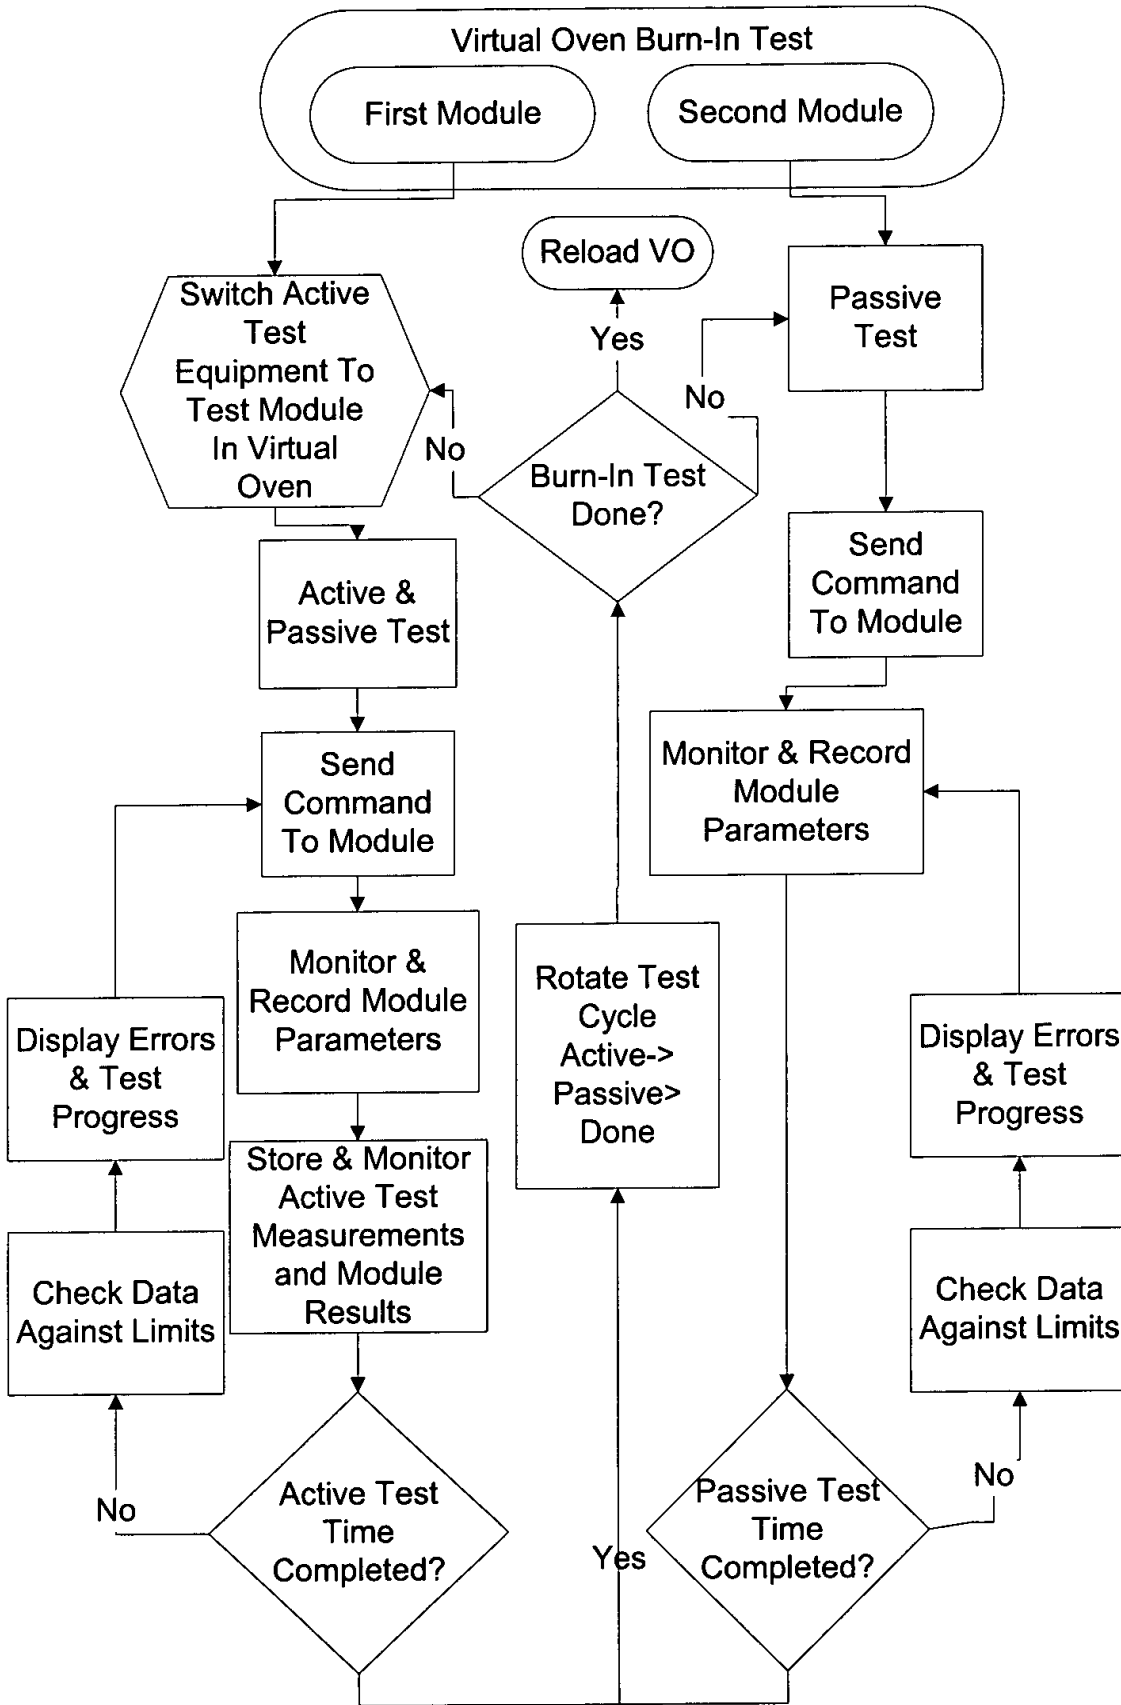 Virtual Oven Burn-In Test
First Module
Second Module
Reload VO
Switch Active
Test
Equipment To
Test Module
In Virtual
Oven
Passive
Test
Yes
No
No
Burn-In Test
Done?
Active &
Passive Test
Send
Command
To Module
Send
Command
To Module
Monitor & Record
Module
Parameters
Monitor &
Record Module
Parameters
Rotate Test
Cycle
Active->
Passive>
Done
Display Errors
& Test
Progress
Display Errors
& Test
Progress
Store & Monitor
Active Test
Measurements
and Module
Results
Check Data
Against Limits
Check Data
Against Limits
No
Active Test
Time
Completed?
Yes
Passive Test
Time
Completed?
No